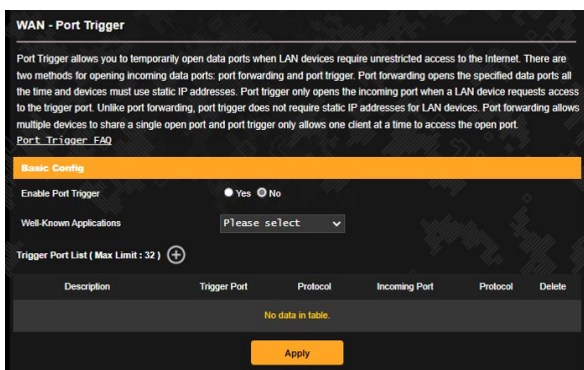 WAN - Port Trigger
Port Trigger allows you to temporarily open data ports when LAN devices require unrestricted access to the Internet. There are
two methods for opening incoming data ports: port forwarding and port trigger. Port forwarding opens the specified data ports all
the time and devices must use static IP addresses. Port trigger only opens the incoming port when a LAN device requests access
to the trigger port. Unlike port forwarding, port trigger does not require static IP addresses for LAN devices. Port forwarding allows
multiple devices to share a single open port and port trigger only allows one client at a time to access the open port.
Port Trigger FAQ
Basic Config
Enable Port Trigger Yes No
Well-Known Applications Please select
Trigger Port List ( Max Limit : 32 )
Description Trigger Port Protocol Incoming Port Protocol Delete
No data in table.
Apply